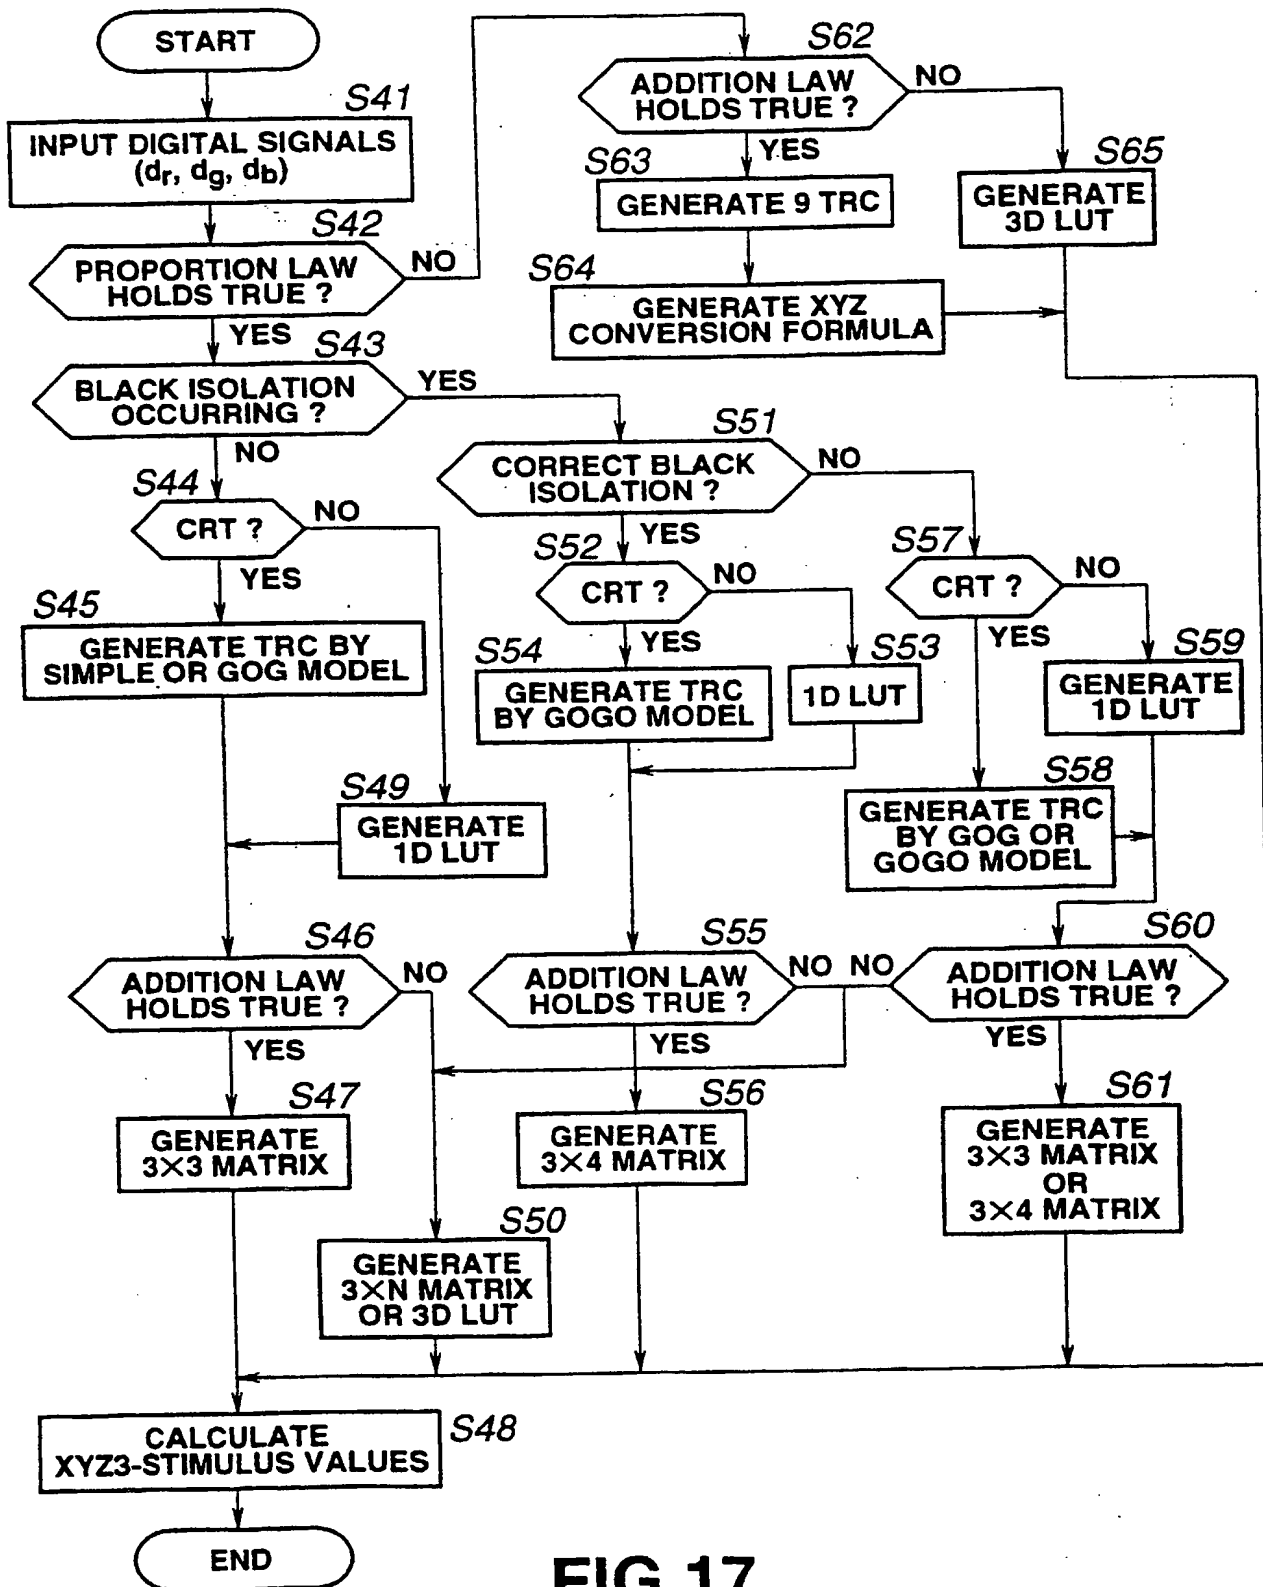 START
S41
INPUT DIGITAL SIGNALS
(dr, dg, db)
S42
PROPORTION LAW
HOLDS TRUE ?
NO
YES
S62
ADDITION LAW
HOLDS TRUE ?
NO
YES
S63
GENERATE 9 TRC
S64
GENERATE XYZ
CONVERSION FORMULA
S65
GENERATE
3D LUT
S43
BLACK ISOLATION
OCCURRING ?
YES
NO
S44
CRT ?
NO
YES
S45
GENERATE TRC BY
SIMPLE OR GOG MODEL
S49
GENERATE
1D LUT
S51
CORRECT BLACK
ISOLATION ?
NO
YES
S52
CRT ?
NO
YES
S54
GENERATE TRC
BY GOGO MODEL
S53
1D LUT
S57
CRT ?
NO
YES
S59
GENERATE
1D LUT
S58
GENERATE TRC
BY GOG OR
GOGO MODEL
S46
ADDITION LAW
HOLDS TRUE ?
NO
YES
S55
ADDITION LAW
HOLDS TRUE ?
NO
YES
S60
NO
ADDITION LAW
HOLDS TRUE ?
YES
S47
GENERATE
3×3 MATRIX
S56
GENERATE
3×4 MATRIX
S61
GENERATE
3×3 MATRIX
OR
3×4 MATRIX
S50
GENERATE
3×N MATRIX
OR 3D LUT
CALCULATE
XYZ3-STIMULUS VALUES
S48
END
FIG.17